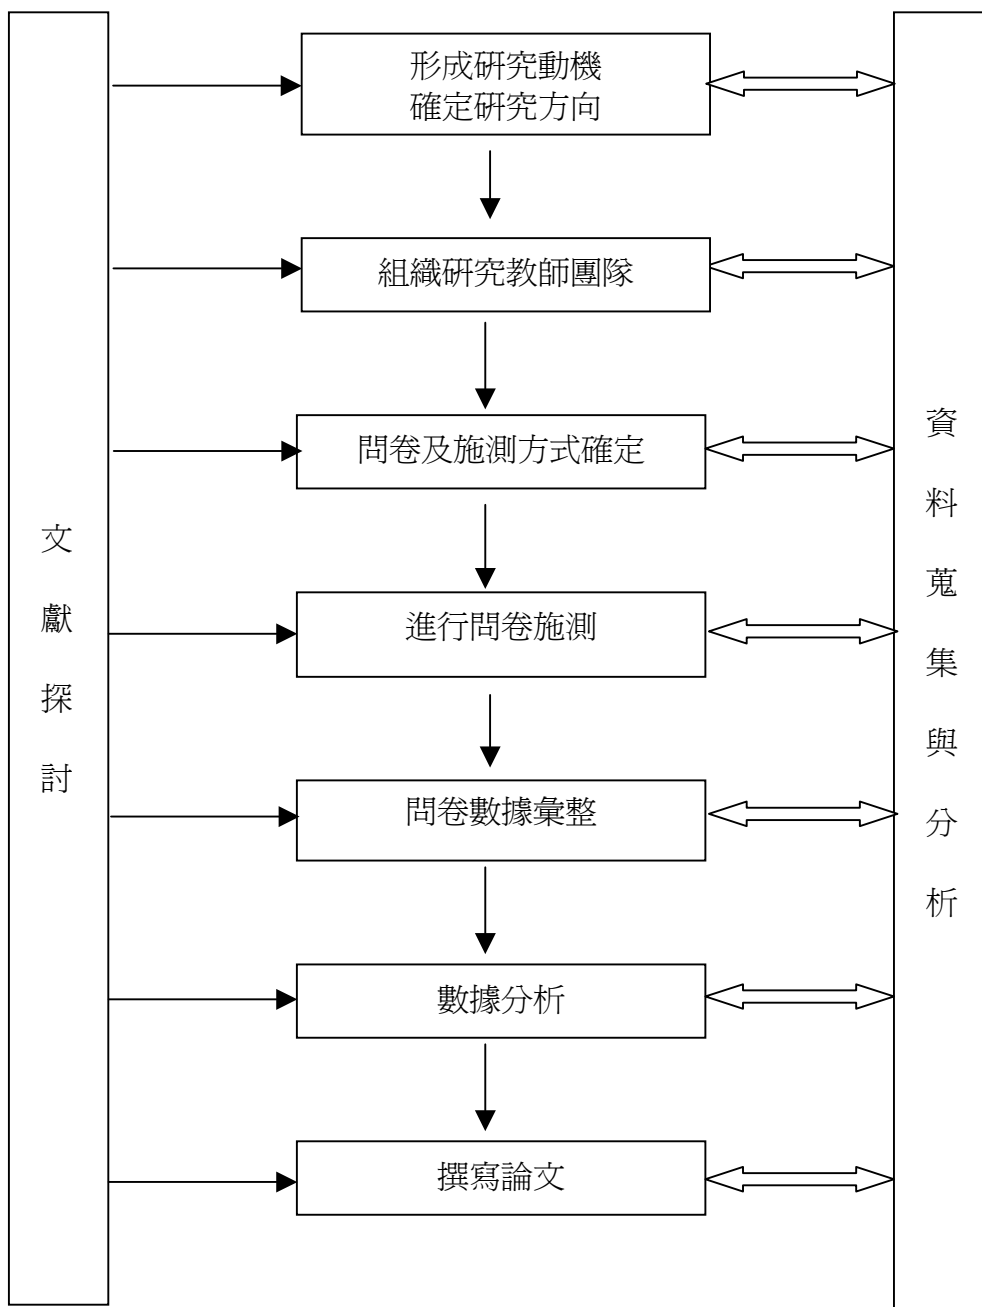 形成研究動機
確定研究方向
組織研究教師團隊
問卷及施測方式確定
進行問卷施測
問卷數據彙整
數據分析
撰寫論文
文獻探討
資料蒐集與分析